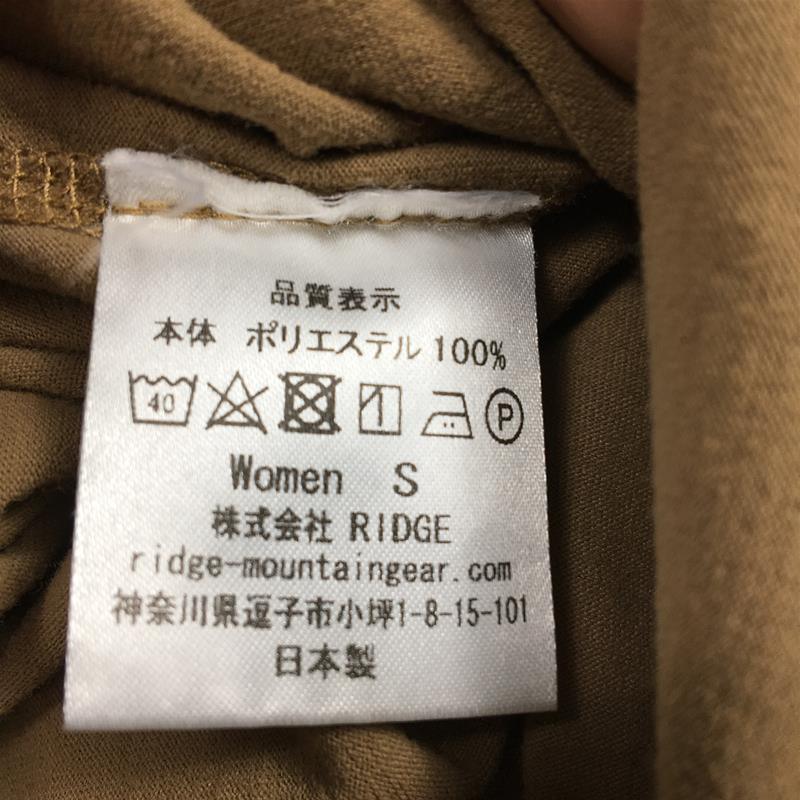 品質表示
本体 ポリエステル 100%
40 P
Women S
株式会社 RIDGE
ridge-mountaingear.com
神奈川県逗子市小坪1-8-15-101
日本製